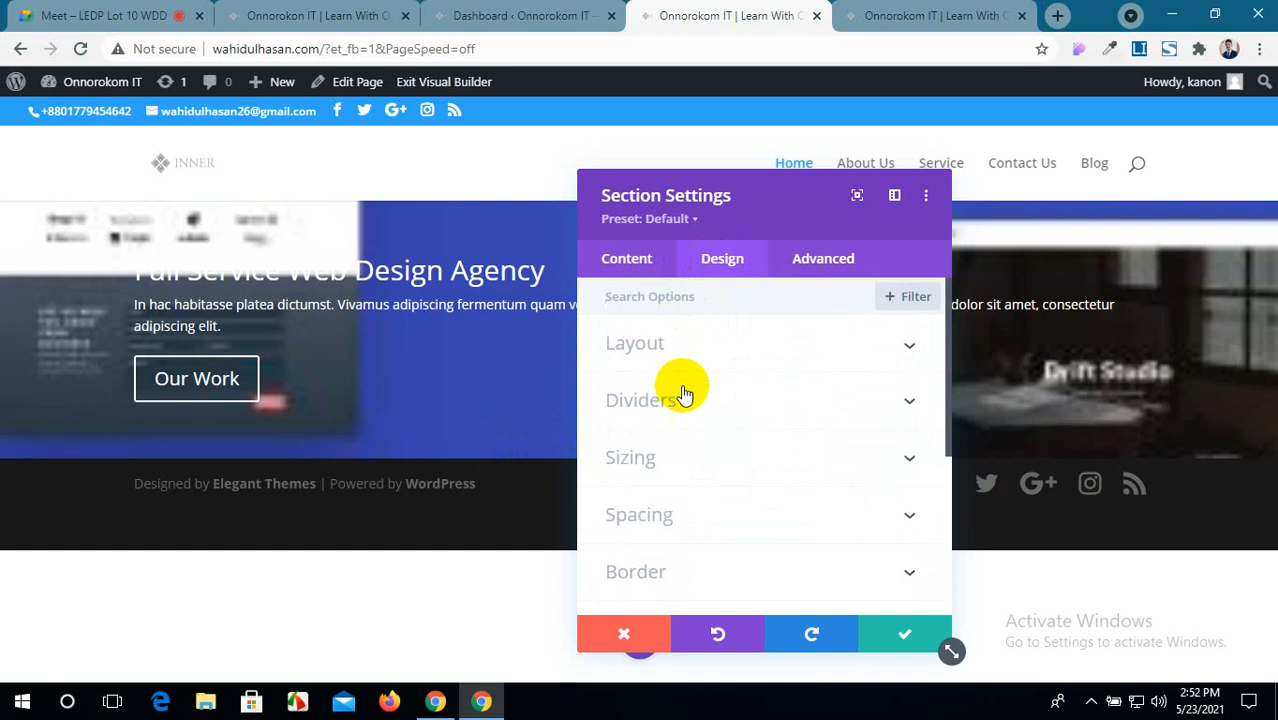 Meet – LEDP Lot 10 WDD
Onnorokon IT | Learn With O
Dashboard ‹ Onnorokom IT —
Onnorokom IT | Learn With O
Onnorokom IT | Learn With O
Not secure | wahidulhasan.com/?et_fb=1&PageSpeed=off
Onnorokom IT 1 0 New Edit Page Exit Visual Builder Howdy, kanon
+8801779454642 wahidulhasan26@gmail.com
INNER Home About Us Service Contact Us Blog
Section Settings
Preset: Default
Content Design Advanced
Search Options + Filter
Layout
Dividers
Sizing
Spacing
Border
Full Service Web Design Agency
In hac habitasse platea dictumst. Vivamus adipiscing fermentum quam dolor sit amet, consectetur
adipiscing elit.
Our Work
Drift Studio
Designed by Elegant Themes | Powered by WordPress
Activate Windows
Go to Settings to activate Windows.
2:52 PM
5/23/2021